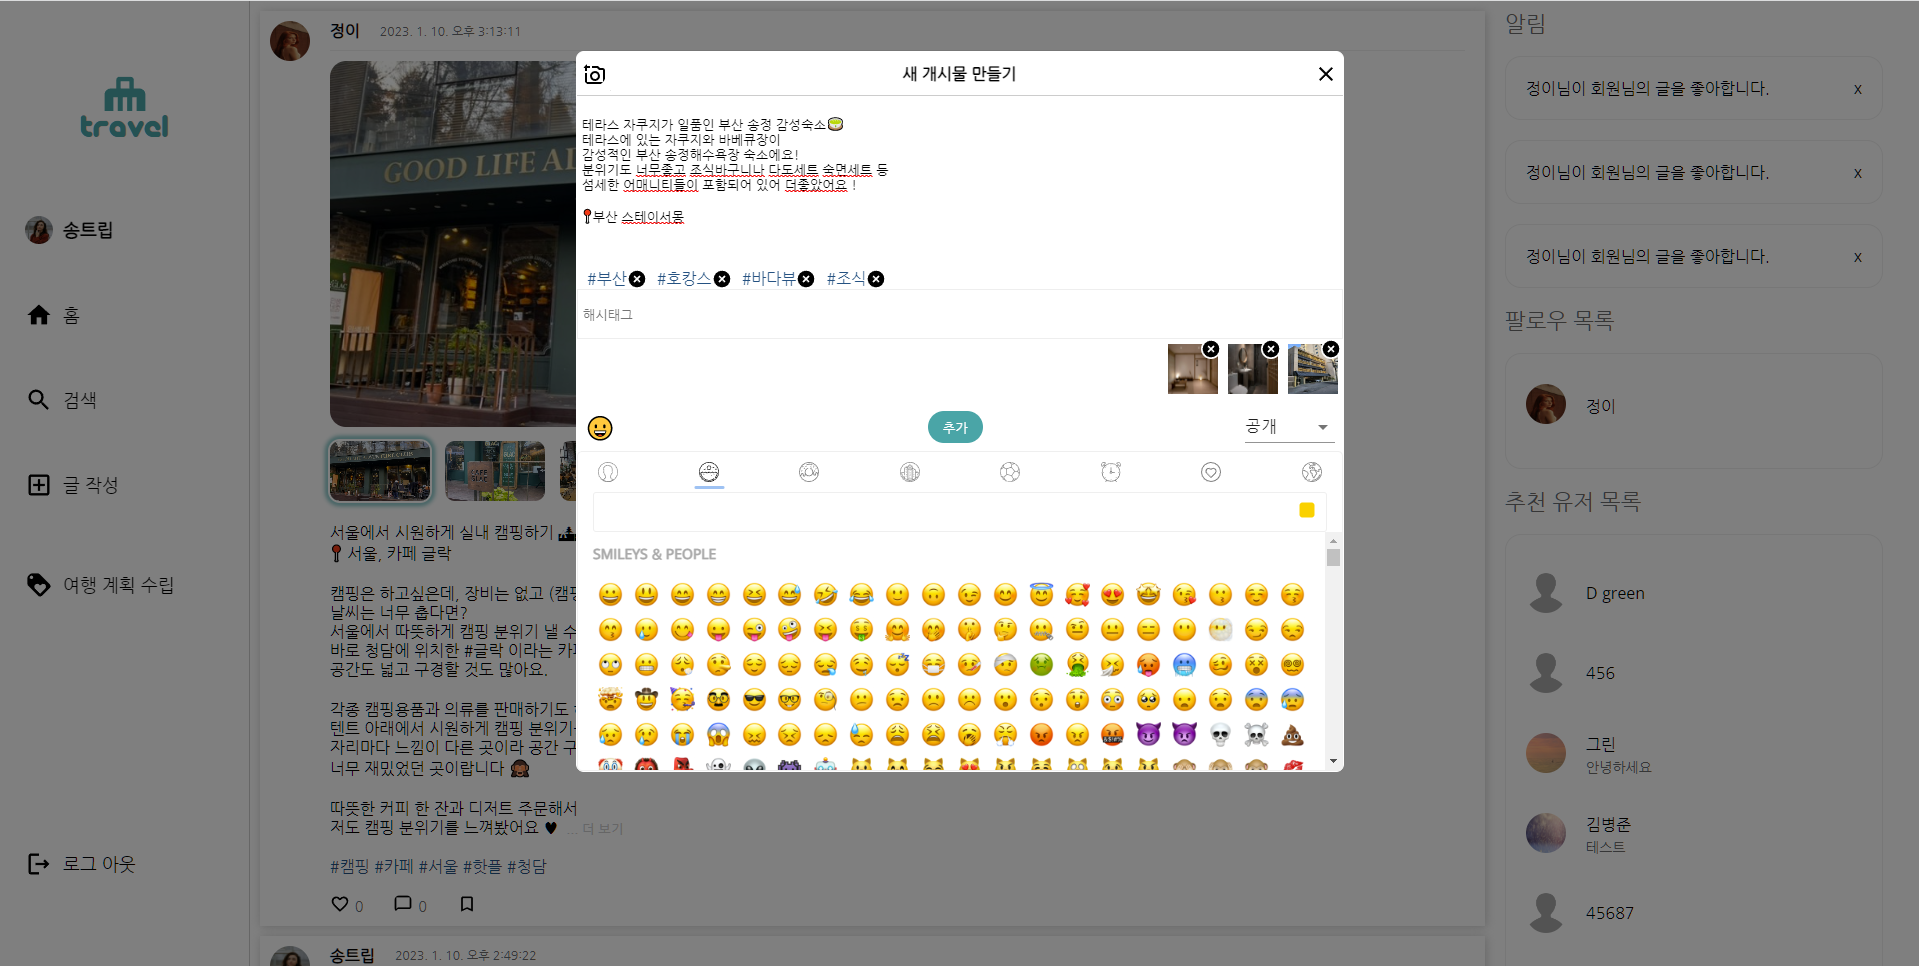 travel
송트립
홈
검색
글 작성
여행 계획 수립
로그 아웃
정이 2023. 1. 10. 오후 3:13:11
GOOD LIFE
서울에서 시원하게 실내 캠핑하기
📍 서울, 카페 글락
캠핑은 하고싶은데, 장비는 없고
날씨는 너무 춥다면?
서울에서 따뜻하게 캠핑 분위기 낼 수
바로 청담에 위치한 #글락 이라는
공간도 넓고 구경할 것도 많아요.
각종 캠핑용품과 의류를 판매하기도
텐트 아래에서 시원하게 캠핑 분위기
자리마다 느낌이 다른 곳이라 공간
너무 재밌었던 곳이랍니다 🙊
따뜻한 커피 한 잔과 디저트 주문해서
저도 캠핑 분위기를 느껴봤어요 ♥ ... 더 보기
#캠핑 #카페 #서울 #핫플 #청담
0 0
송트립 2023. 1. 10. 오후 2:49:22
새 개시물 만들기
테라스 자쿠지가 일품인 부산 송정 감성숙소🍵
테라스에 있는 자쿠지와 바베큐장이
감성적인 부산 송정해수욕장 숙소에요!
분위기도 너무좋고 조식바구니나 다도세트 숙면세트 등
섬세한 어매니티들이 포함되어 있어 더좋았어요 !
📍부산 스테이서몽
#부산 #호캉스 #바다뷰 #조식
해시태그
추가
공개
SMILEYS & PEOPLE
알림
정이님이 회원님의 글을 좋아합니다. x
정이님이 회원님의 글을 좋아합니다. x
정이님이 회원님의 글을 좋아합니다. x
팔로우 목록
정이
추천 유저 목록
D green
456
그린
안녕하세요
김병준
테스트
45687